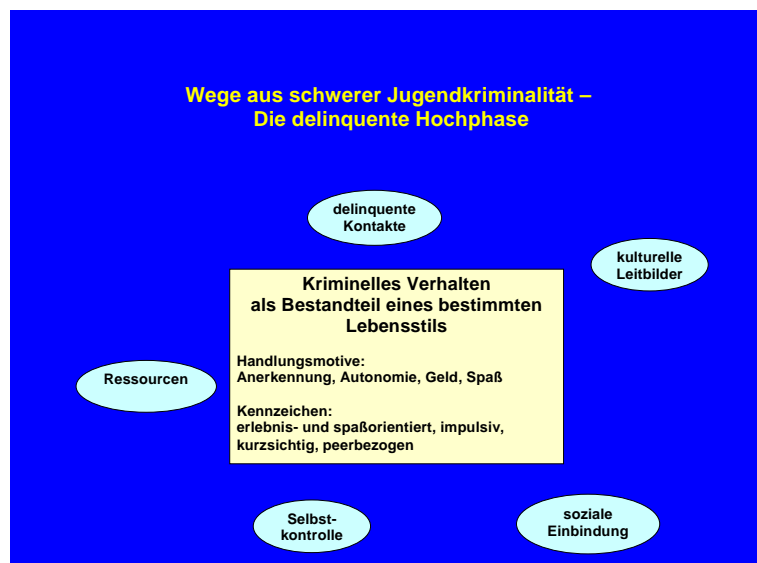 Wege aus schwerer Jugendkriminalität –
Die delinquente Hochphase
delinquente
Kontakte
kulturelle
Leitbilder
Kriminelles Verhalten
als Bestandteil eines bestimmten
Lebensstils
Handlungsmotive:
Anerkennung, Autonomie, Geld, Spaß
Kennzeichen:
erlebnis- und spaßorientiert, impulsiv,
kurzsichtig, peerbezogen
Ressourcen
Selbst-
kontrolle
soziale
Einbindung